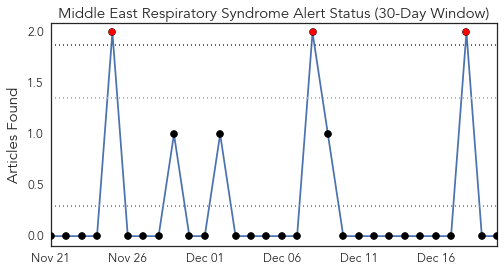 Middle East Respiratory Syndrome Alert Status (30-Day Window)
2.0
1.5
1.0
0.5
0.0
Articles Found
Nov 21 Nov 26 Dec 01 Dec 06 Dec 11 Dec 16